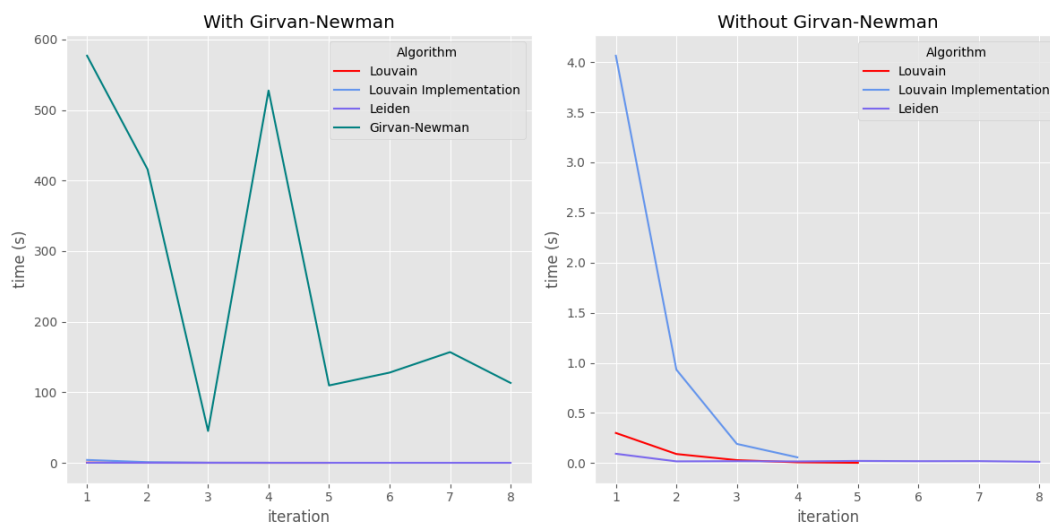 With Girvan-Newman
600
500
400
300
200
100
0
time (s)
1 2 3 4 5 6 7 8
iteration
Algorithm
Louvain
Louvain Implementation
Leiden
Girvan-Newman
Without Girvan-Newman
4.0
3.5
3.0
2.5
2.0
1.5
1.0
0.5
0.0
time (s)
1 2 3 4 5 6 7 8
iteration
Algorithm
Louvain
Louvain Implementation
Leiden